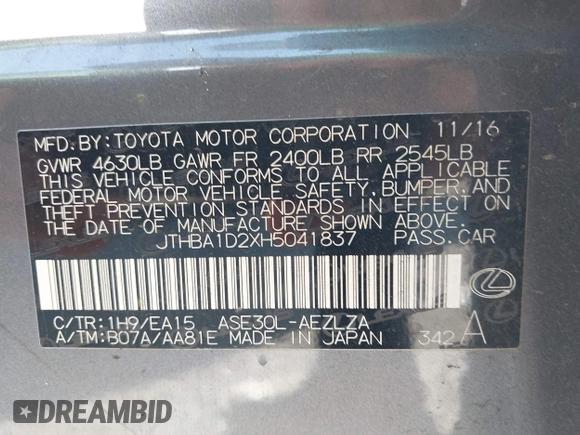 MFD.BY:TOYOTA MOTOR CORPORATION 11/16
GVWR 4630LB GAWR FR 2400LB RR 2545LB
THIS VEHICLE CONFORMS TO ALL APPLICABLE
FEDERAL MOTOR VEHICLE SAFETY,BUMPER,AND
THEFT PREVENTION STANDARDS IN EFFECT ON
THE DATE OF MANUFACTURE SHOWN ABOVE.
JTHBA1D2XH5041837 PASS.CAR
C/TR:1H9/EA15 ASE30L-AEZLZA
A/TM:B07A/AA81E MADE IN JAPAN 342 A
DREAMBID